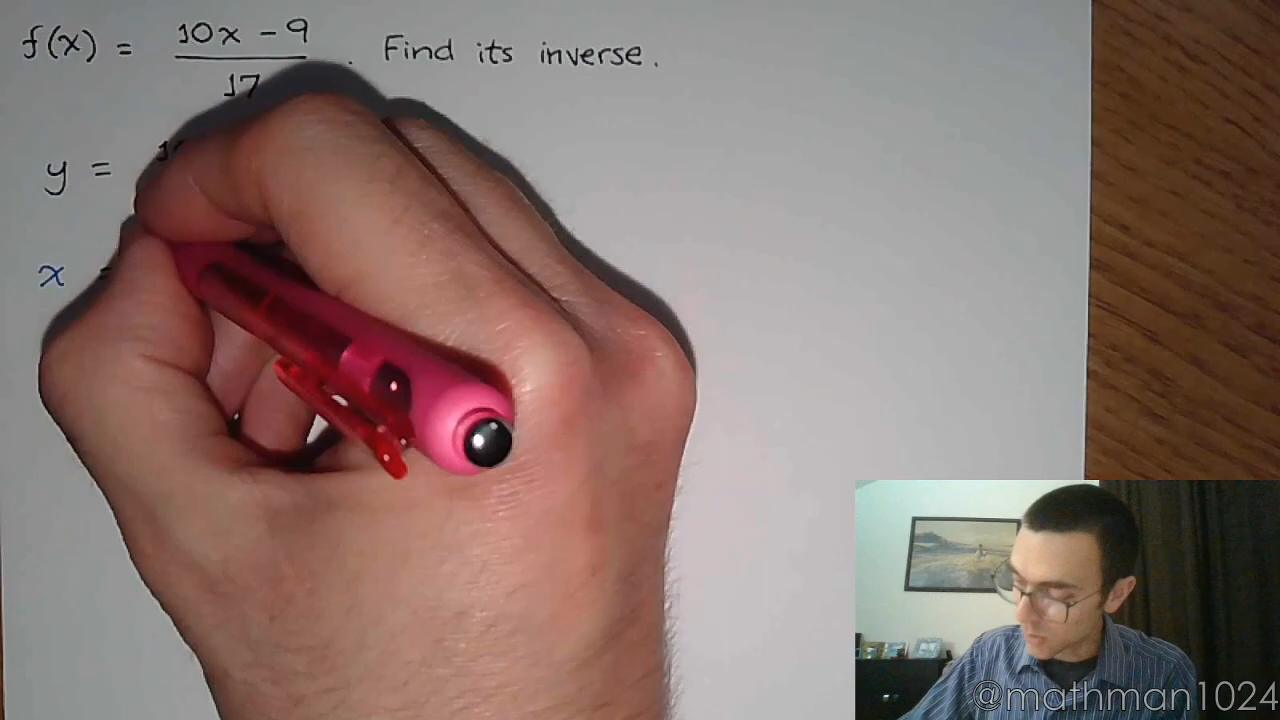 f(x) = 10x - 9 / 17 . Find its inverse.
y =
x
@mathman1024